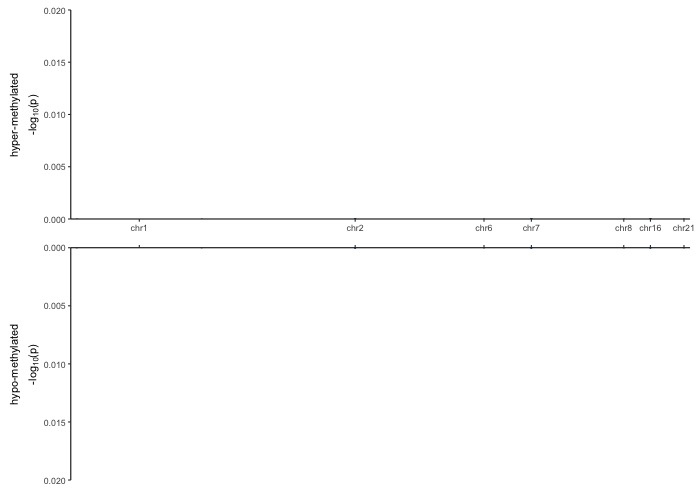 0.020
0.015
0.010
0.005
0.000
hyper-methylated
-log₁₀(p)
chr1 chr2 chr6 chr7 chr8 chr16 chr21
0.000
0.005
0.010
0.015
0.020
hypo-methylated
-log₁₀(p)